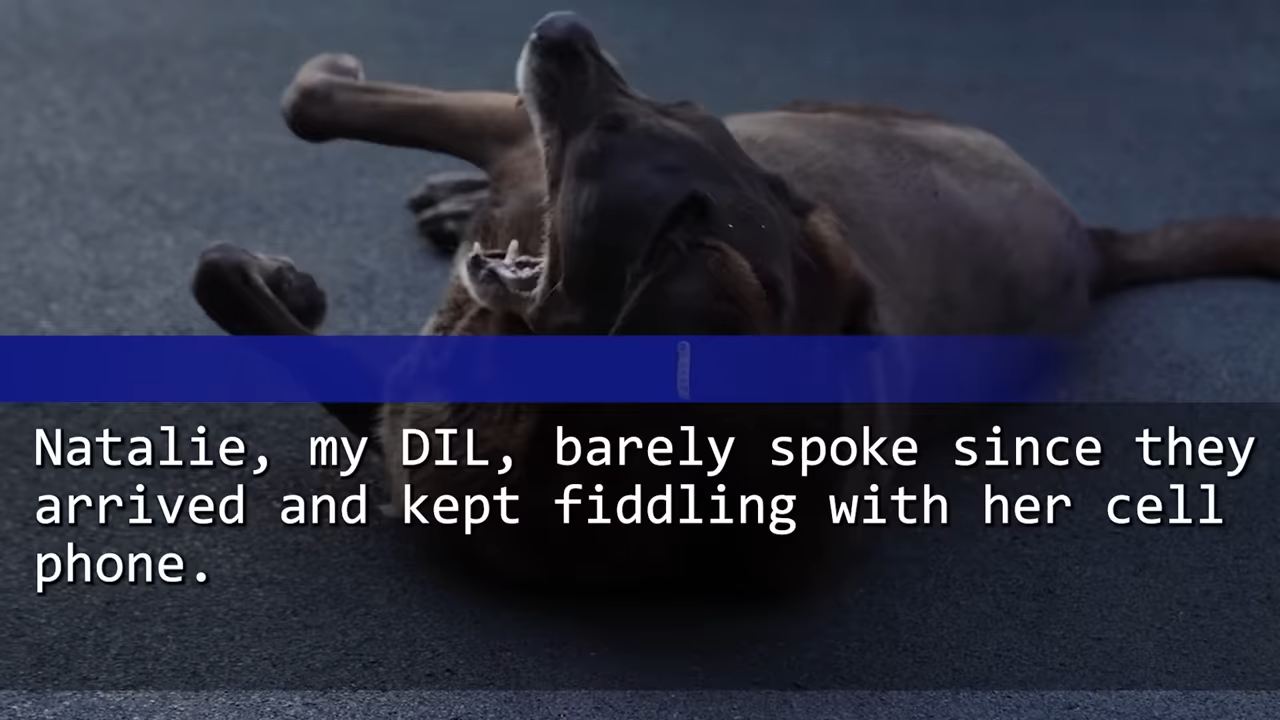 Natalie, my DIL, barely spoke since they
arrived and kept fiddling with her cell
phone.